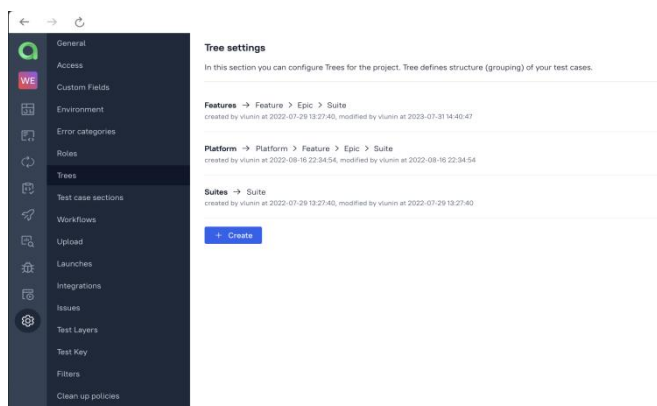 General
Access
WE
Custom Fields
Environment
Error categories
Roles
Trees
Test case sections
Workflows
Upload
Launches
Integrations
Issues
Test Layers
Test Key
Filters
Clean up policies
Tree settings
In this section you can configure Trees for the project. Tree defines structure (grouping) of your test cases.
Features → Feature > Epic > Suite
created by vlunin at 2022-07-29 13:27:40, modified by vlunin at 2023-07-31 14:40:47
Platform → Platform > Feature > Epic > Suite
created by vlunin at 2022-08-16 22:34:54, modified by vlunin at 2022-08-16 22:34:54
Suites → Suite
created by vlunin at 2022-07-29 13:27:40, modified by vlunin at 2022-07-29 13:27:40
+ Create